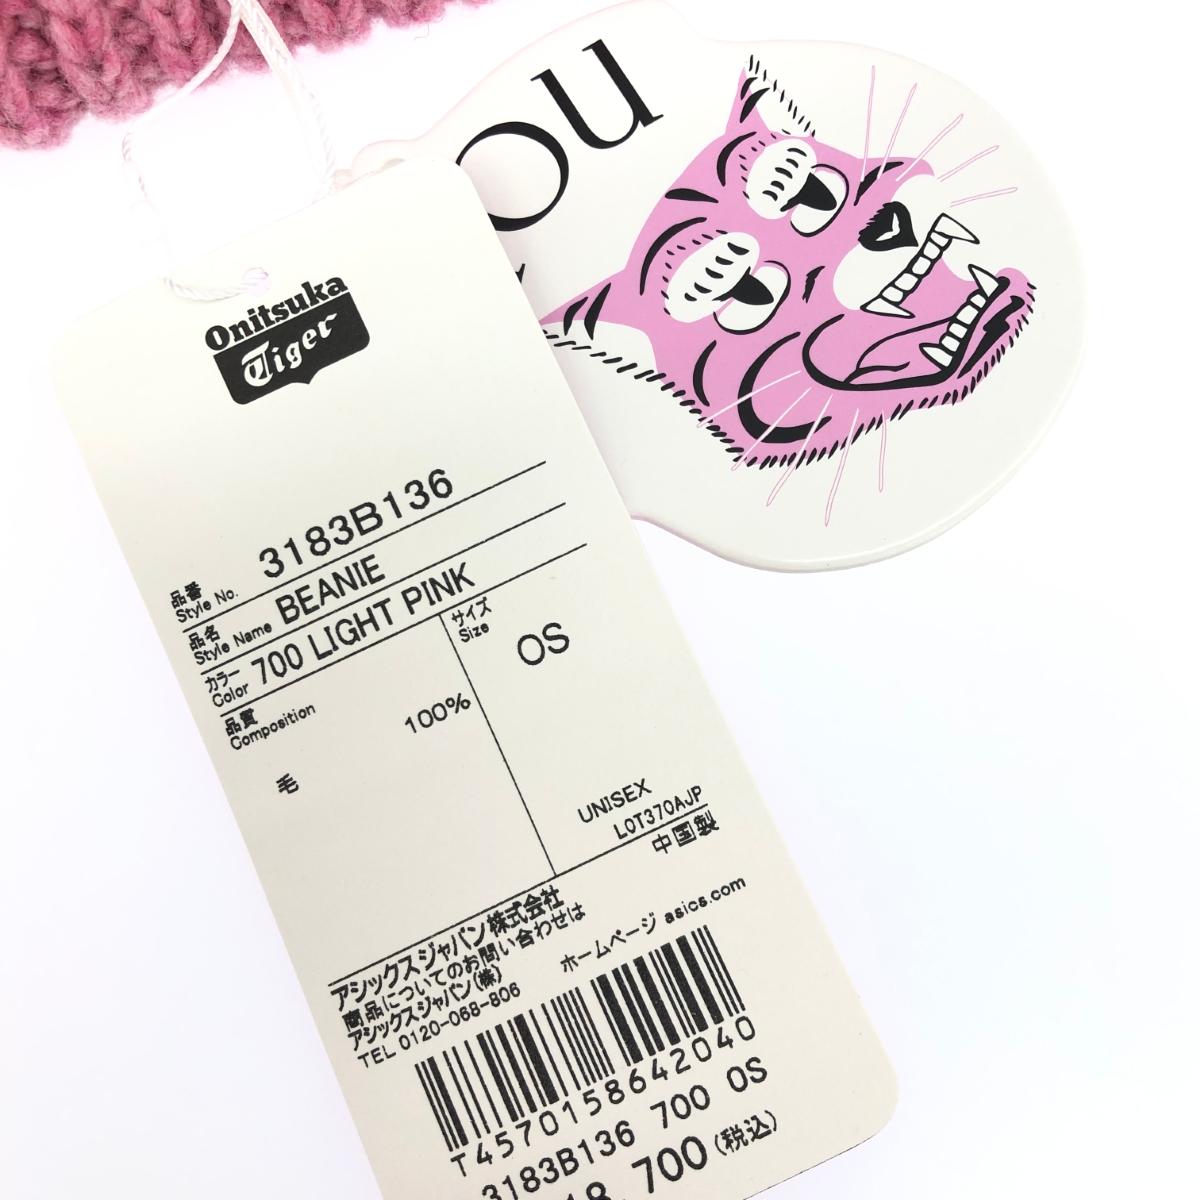 ou
Onitsuka
Tiger
品番
Style No. 3183B136
品名
Style Name BEANIE
カラー
Color 700 LIGHT PINK
品質
Composition
100%
毛
サイズ
Size
OS
UNISEX
LOT370AJP
中国製
アシックスジャパン株式会社
商品についてのお問い合わせは
アシックスジャパン(株)
TEL 0120-068-806
ホームページ asics.com
T4570158642040
3183B136 700 OS
18,700(税込)